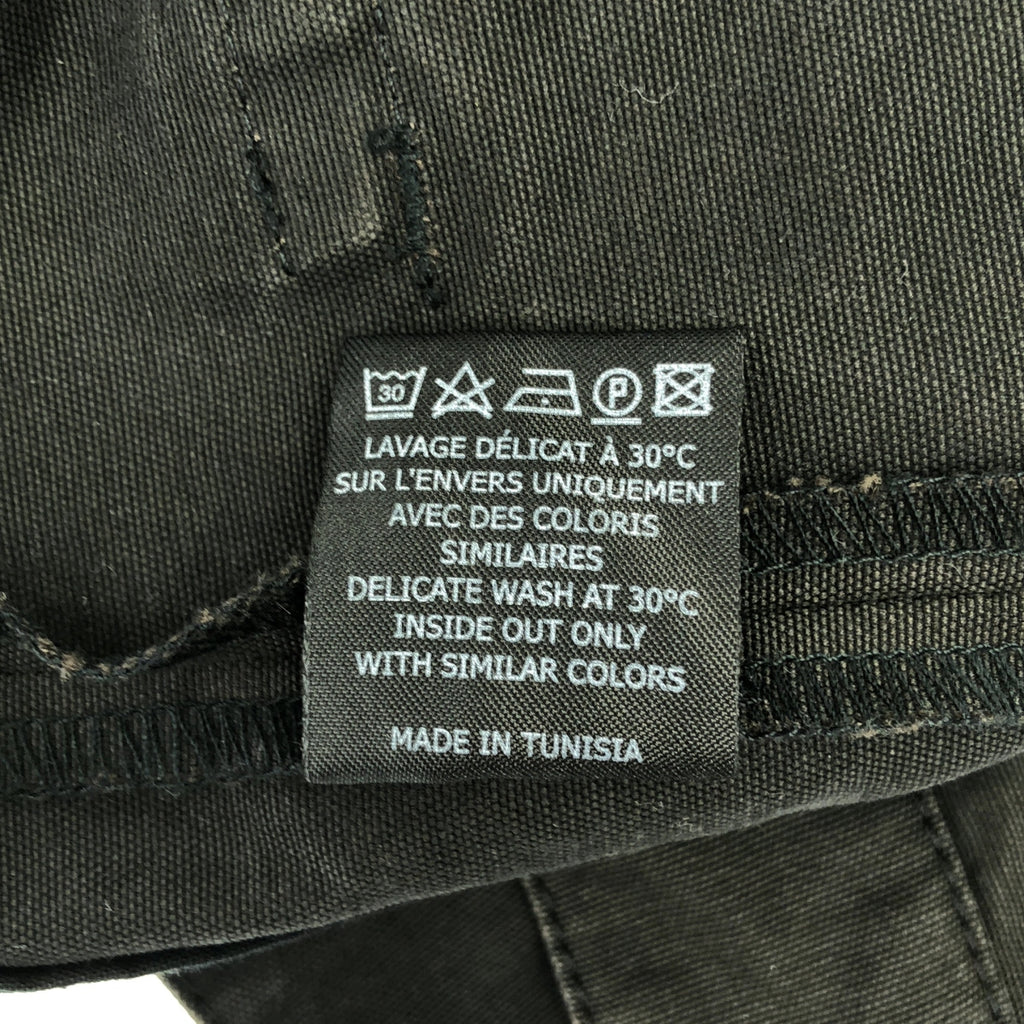 30 P
LAVAGE DÉLICAT À 30°C
SUR L'ENVERS UNIQUEMENT
AVEC DES COLORIS
SIMILAIRES
DELICATE WASH AT 30°C
INSIDE OUT ONLY
WITH SIMILAR COLORS
MADE IN TUNISIA